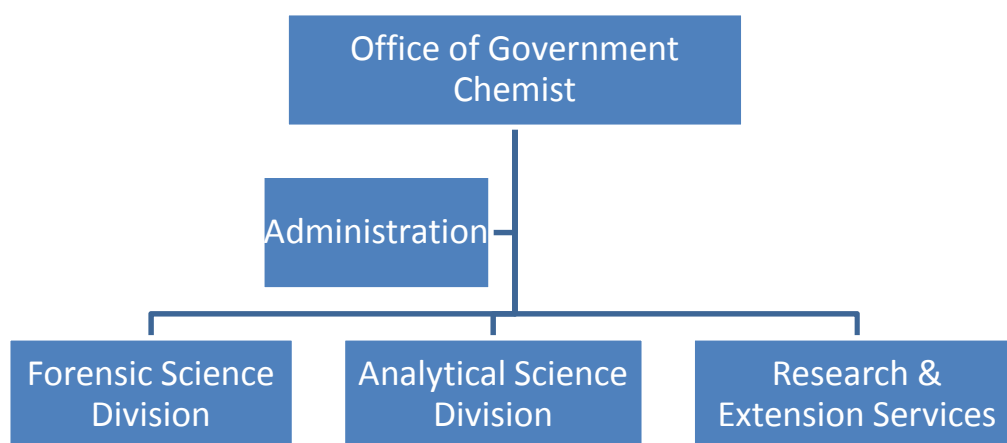 Office of Government
Chemist
Administration
Forensic Science
Division
Analytical Science
Division
Research &
Extension Services